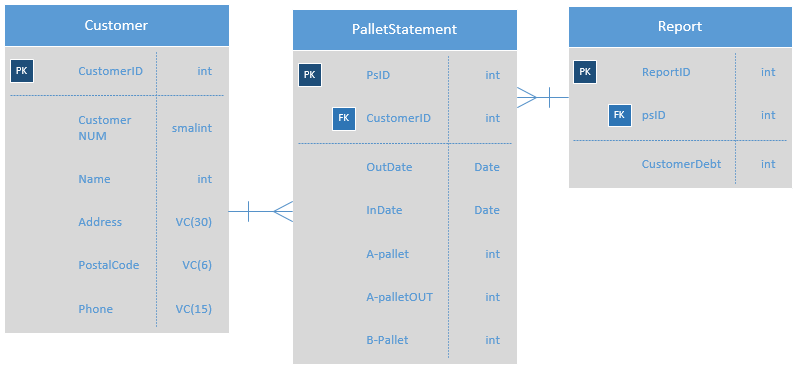 Customer
PK CustomerID int
Customer
NUM smalint
Name int
Address VC(30)
PostalCode VC(6)
Phone VC(15)
PalletStatement
PK PsID int
FK CustomerID int
OutDate Date
InDate Date
A-pallet int
A-palletOUT int
B-Pallet int
Report
PK ReportID int
FK psID int
CustomerDebt int